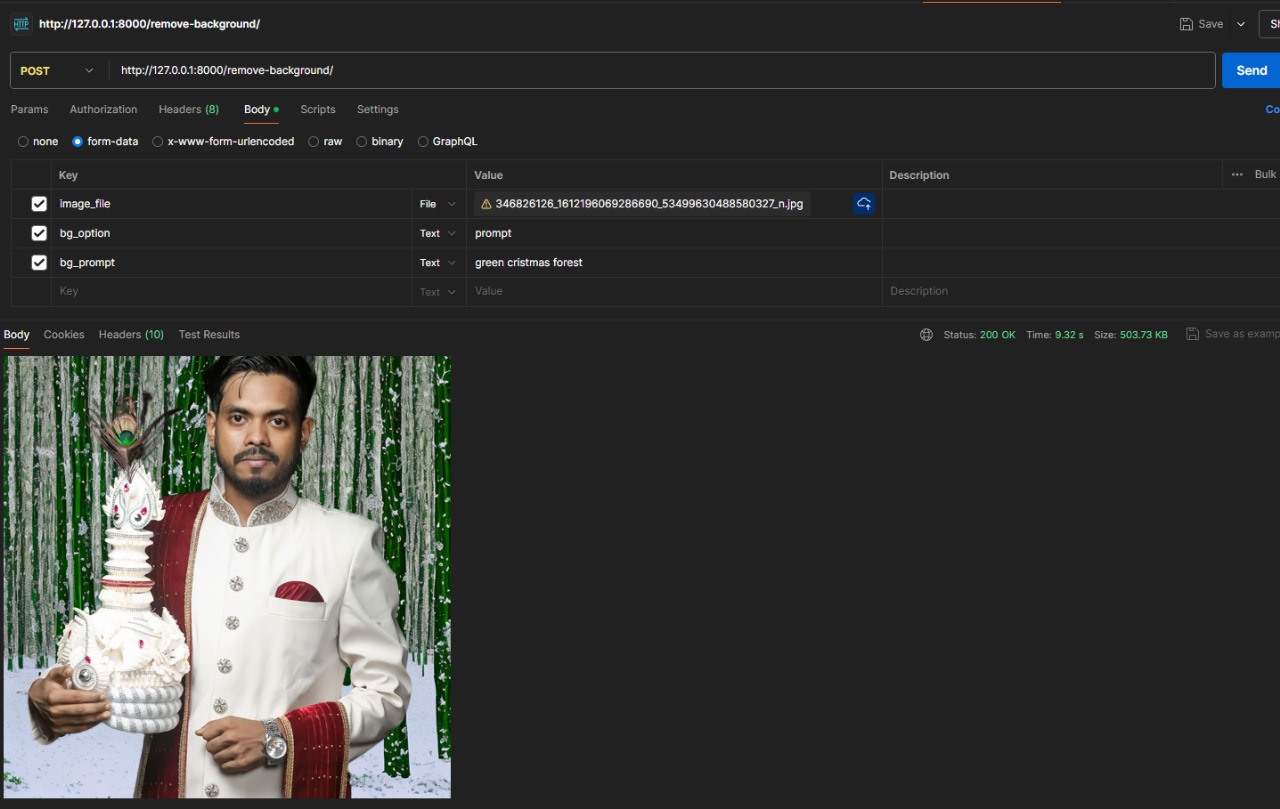 HTTP http://127.0.0.1:8000/remove-background/ Save
POST http://127.0.0.1:8000/remove-background/ Send
Params Authorization Headers (8) Body Scripts Settings
none form-data x-www-form-urlencoded raw binary GraphQL
Key Value Description Bulk
image_file File 346826126_1612196069286690_53499630488580327_n.jpg
bg_option Text prompt
bg_prompt Text green cristmas forest
Key Text Value Description
Body Cookies Headers (10) Test Results Status: 200 OK Time: 9.32 s Size: 503.73 KB Save as examp